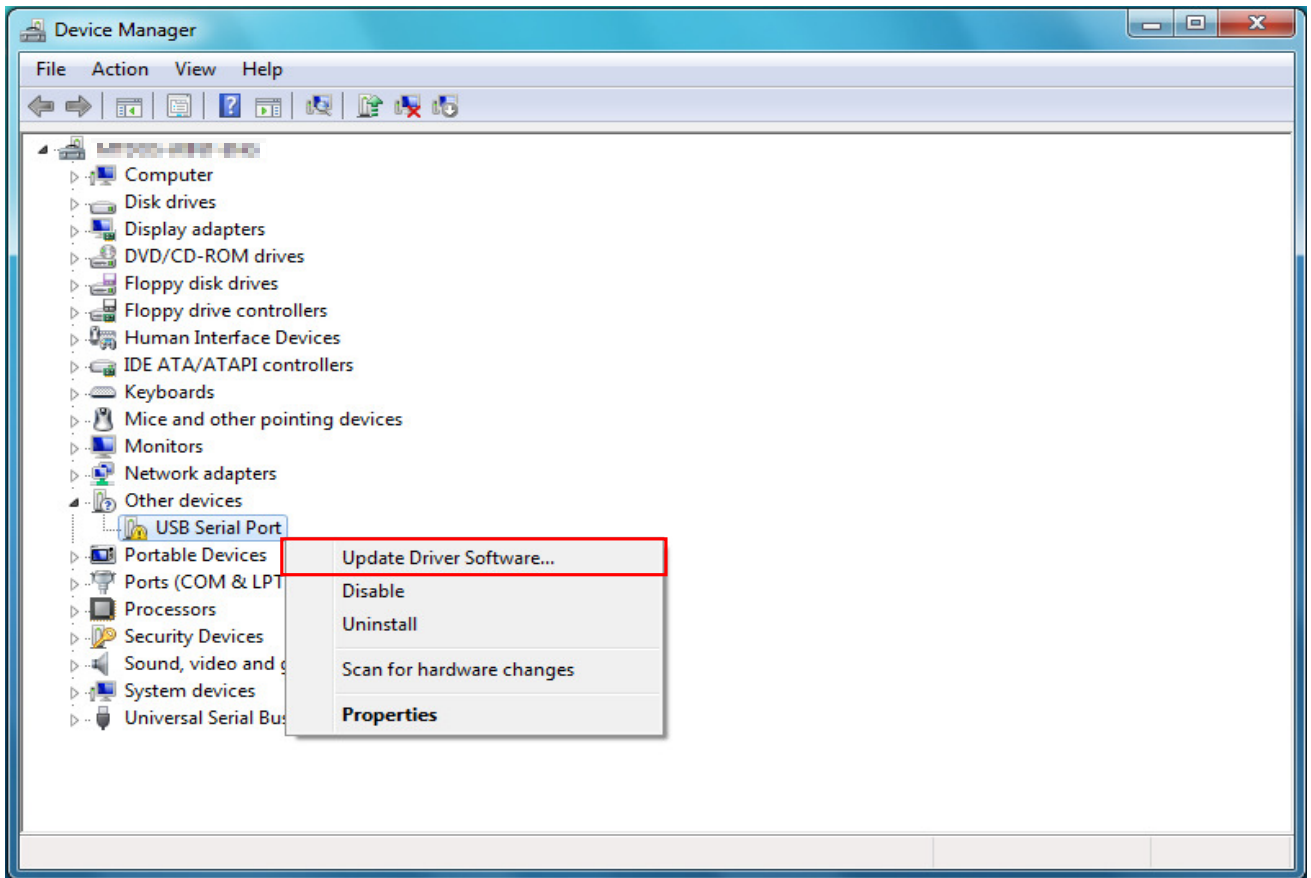 Device Manager
File Action View Help
Computer
Disk drives
Display adapters
DVD/CD-ROM drives
Floppy disk drives
Floppy drive controllers
Human Interface Devices
IDE ATA/ATAPI controllers
Keyboards
Mice and other pointing devices
Monitors
Network adapters
Other devices
USB Serial Port
Portable Devices
Ports (COM & LPT
Processors
Security Devices
Sound, video and
System devices
Universal Serial
Update Driver Software...
Disable
Uninstall
Scan for hardware changes
Properties